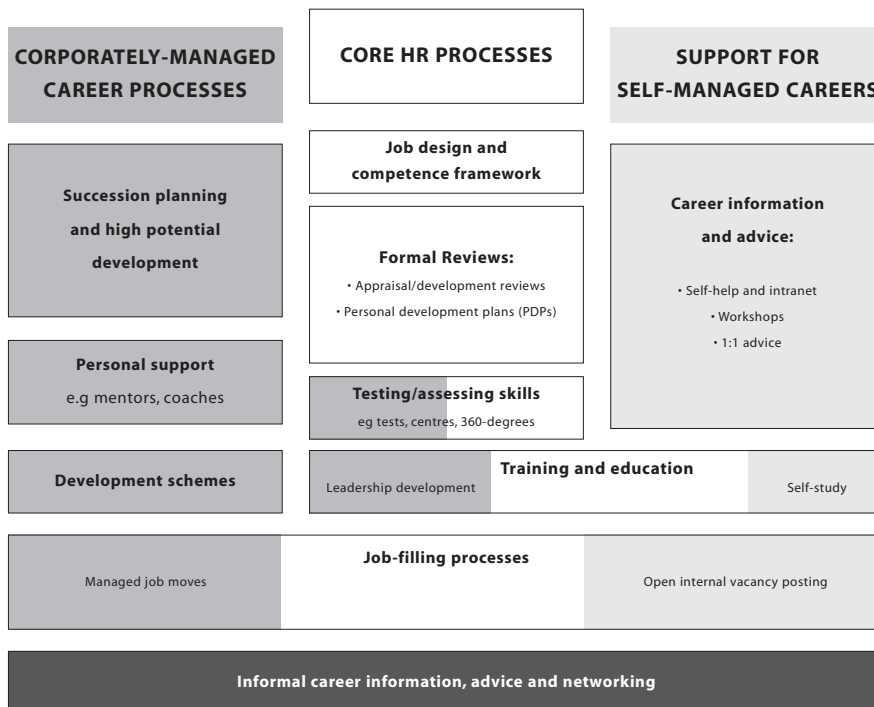 CORPORATELY-MANAGED
CAREER PROCESSES
CORE HR PROCESSES
SUPPORT FOR
SELF-MANAGED CAREERS
Succession planning
and high potential
development
Personal support
e.g mentors, coaches
Development schemes
Job design and
competence framework
Formal Reviews:
• Appraisal/development reviews
• Personal development plans (PDPs)
Testing/assessing skills
eg tests, centres, 360-degrees
Career information
and advice:
• Self-help and intranet
• Workshops
• 1:1 advice
Training and education
Leadership development
Self-study
Job-filling processes
Managed job moves
Open internal vacancy posting
Informal career information, advice and networking